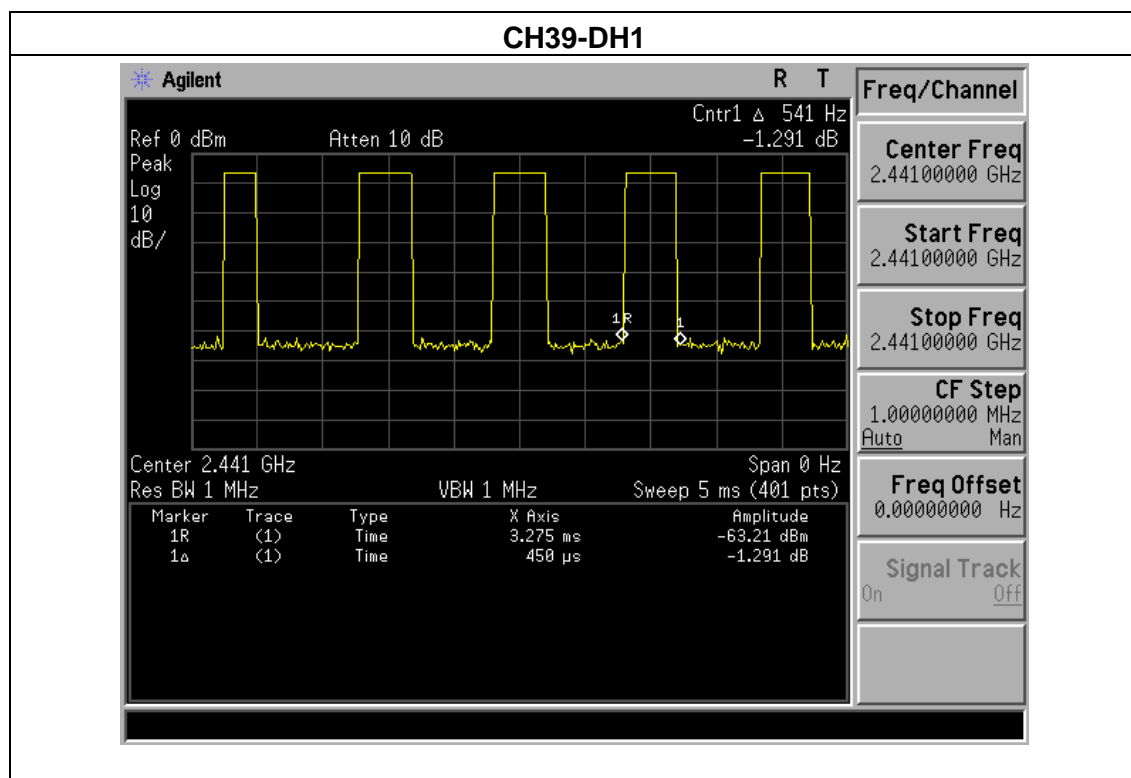 CH39-DH1
Agilent R T
Cntr1 Δ 541 Hz
Ref 0 dBm Atten 10 dB -1.291 dB
Peak
Log
10
dB/
1R 1
Center 2.441 GHz Span 0 Hz
Res BW 1 MHz VBW 1 MHz Sweep 5 ms (401 pts)
Marker Trace Type X Axis Amplitude
1R (1) Time 3.275 ms -63.21 dBm
1Δ (1) Time 450 µs -1.291 dB
Freq/Channel
Center Freq
2.44100000 GHz
Start Freq
2.44100000 GHz
Stop Freq
2.44100000 GHz
CF Step
1.00000000 MHz
Auto Man
Freq Offset
0.00000000 Hz
Signal Track
On Off